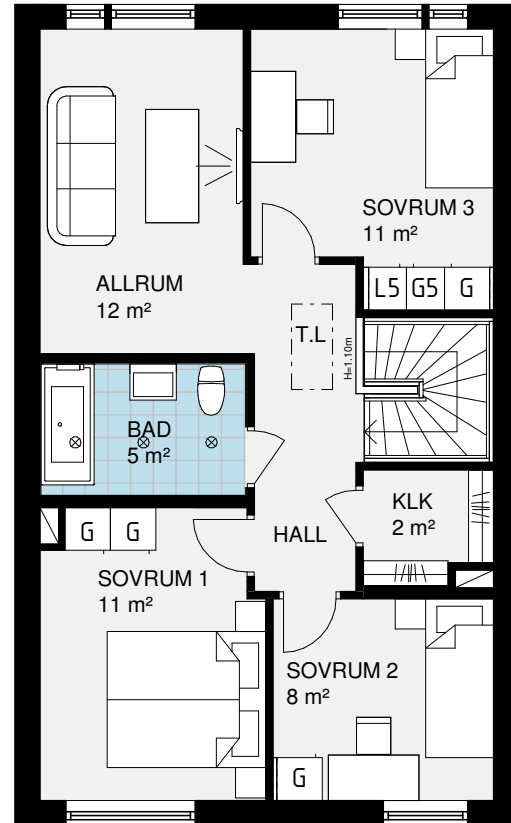 SOVRUM 3
11 m²
ALLRUM
12 m²
L5 G5 G
T.L
H=1.10m
BAD
5 m²
KLK
2 m²
G G
HALL
SOVRUM 1
11 m²
SOVRUM 2
8 m²
G